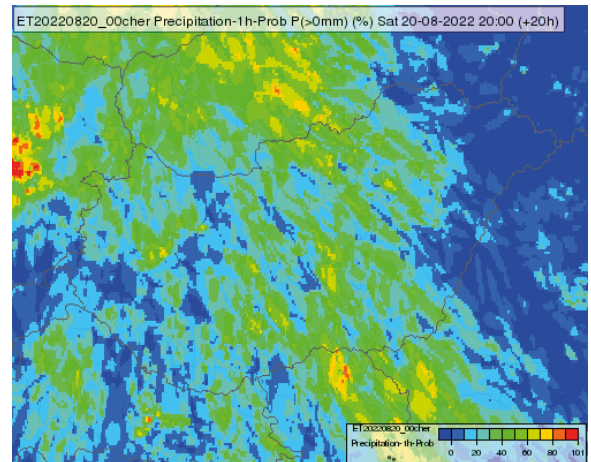 ET20220820_00cher Precipitation-1h-Prob P(>0mm) (%) Sat 20-08-2022 20:00 (+20h)
ET20220820_00cher
Precipitation-1h-Prob
%
0 20 40 60 80 101